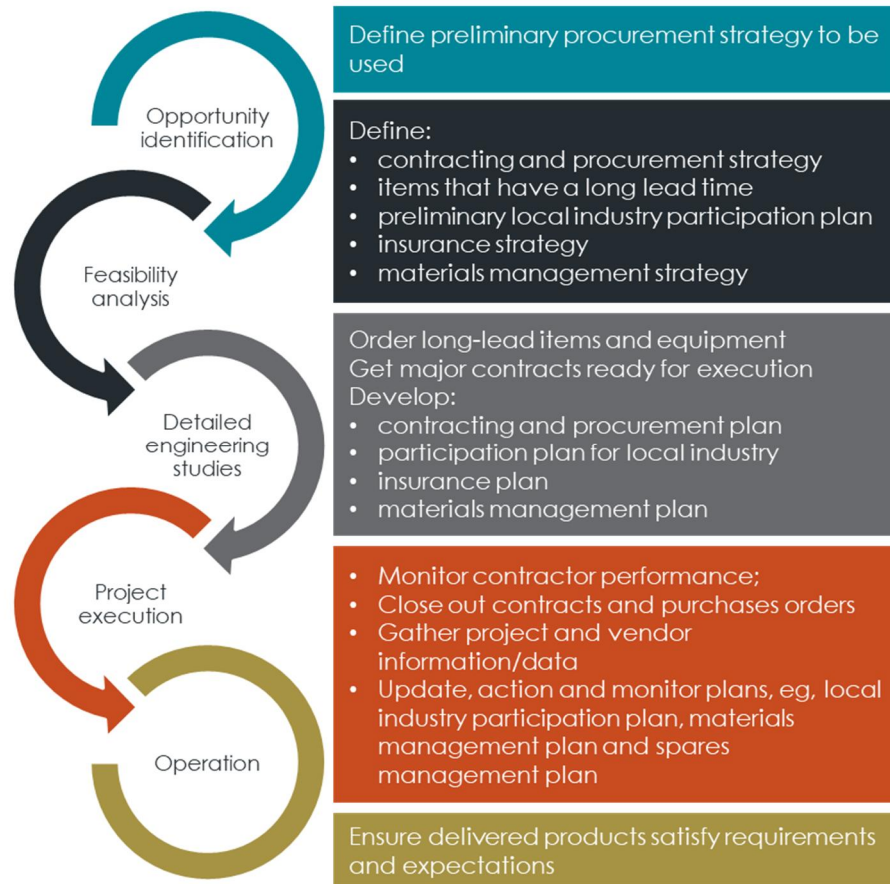 Opportunity
identification
Define preliminary procurement strategy to be
used
Feasibility
analysis
Define:
• contracting and procurement strategy
• items that have a long lead time
• preliminary local industry participation plan
• insurance strategy
• materials management strategy
Detailed
engineering
studies
Order long-lead items and equipment
Get major contracts ready for execution
Develop:
• contracting and procurement plan
• participation plan for local industry
• insurance plan
• materials management plan
Project
execution
• Monitor contractor performance;
• Close out contracts and purchases orders
• Gather project and vendor
information/data
• Update, action and monitor plans, eg, local
industry participation plan, materials
management plan and spares
management plan
Operation
Ensure delivered products satisfy requirements
and expectations